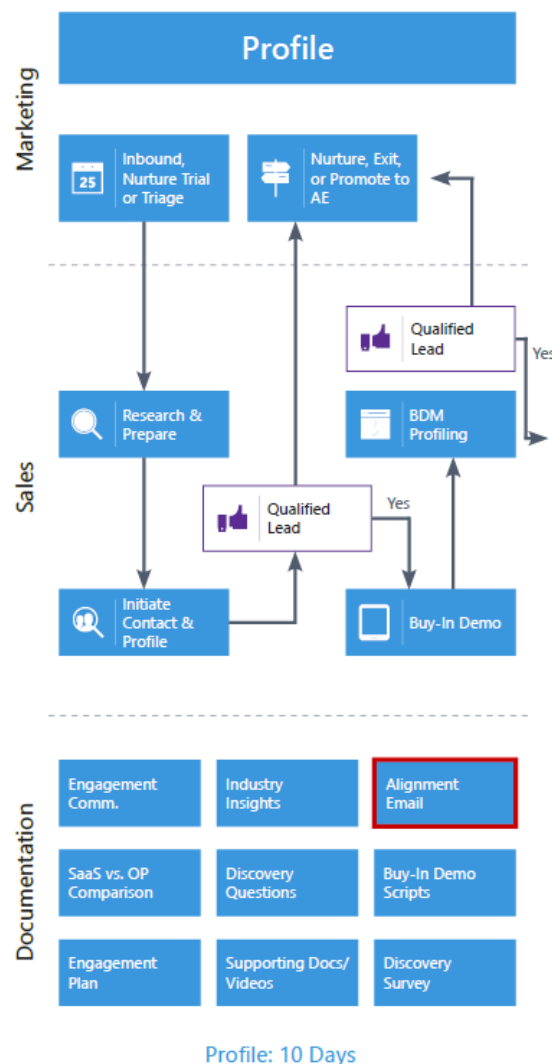 Profile
Marketing
25
Inbound,
Nurture Trial
or Triage
Nurture, Exit,
or Promote to
AE
Qualified
Lead
Yes
Sales
Research &
Prepare
BDM
Profiling
Qualified
Lead
Yes
Initiate
Contact &
Profile
Buy-In Demo
Documentation
Engagement
Comm.
Industry
Insights
Alignment
Email
SaaS vs. OP
Comparison
Discovery
Questions
Buy-In Demo
Scripts
Engagement
Plan
Supporting Docs/
Videos
Discovery
Survey
Profile: 10 Days